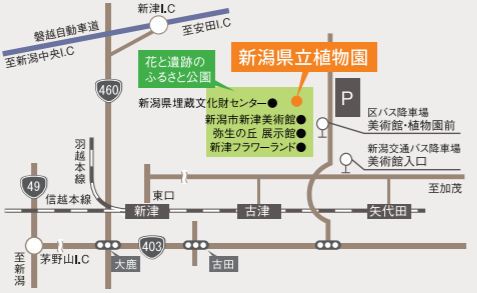 新津I.C
磐越自動車道
至安田I.C
至新潟中央I.C
花と遺跡の
ふるさと公園
新潟県立植物園
460
新潟県埋蔵文化財センター●
P
新潟市新津美術館●
弥生の丘 展示館●
新津フラワーランド●
区バス降車場
美術館・植物園前
新潟交通バス降車場
美術館入口
羽越本線
49
信越本線
東口
至加茂
新津
古津
矢代田
至新潟
茅野山I.C
大鹿
403
古田